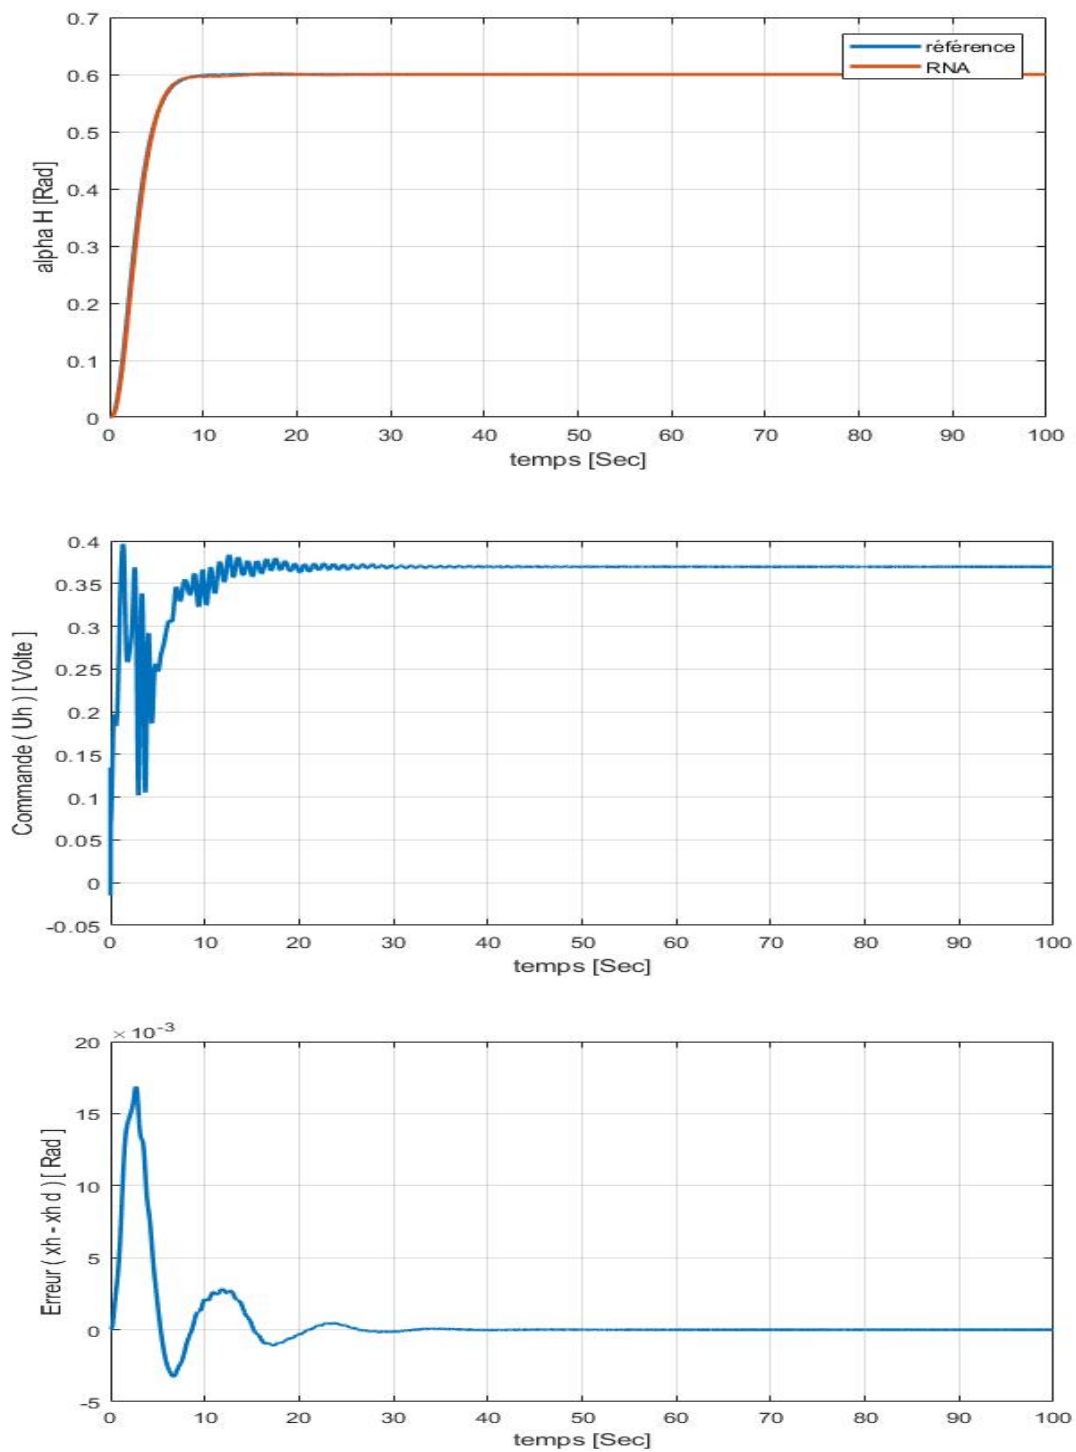 0.7
0.6
0.5
0.4
0.3
0.2
0.1
0
alpha H [Rad]
référence
RNA
0 10 20 30 40 50 60 70 80 90 100
temps [Sec]
0.4
0.35
0.3
0.25
0.2
0.15
0.1
0.05
0
-0.05
Commande ( Uh ) [ Volte ]
0 10 20 30 40 50 60 70 80 90 100
temps [Sec]
× 10⁻³
20
15
10
5
0
-5
Erreur ( xh - xh d ) [ Rad ]
0 10 20 30 40 50 60 70 80 90 100
temps [Sec]